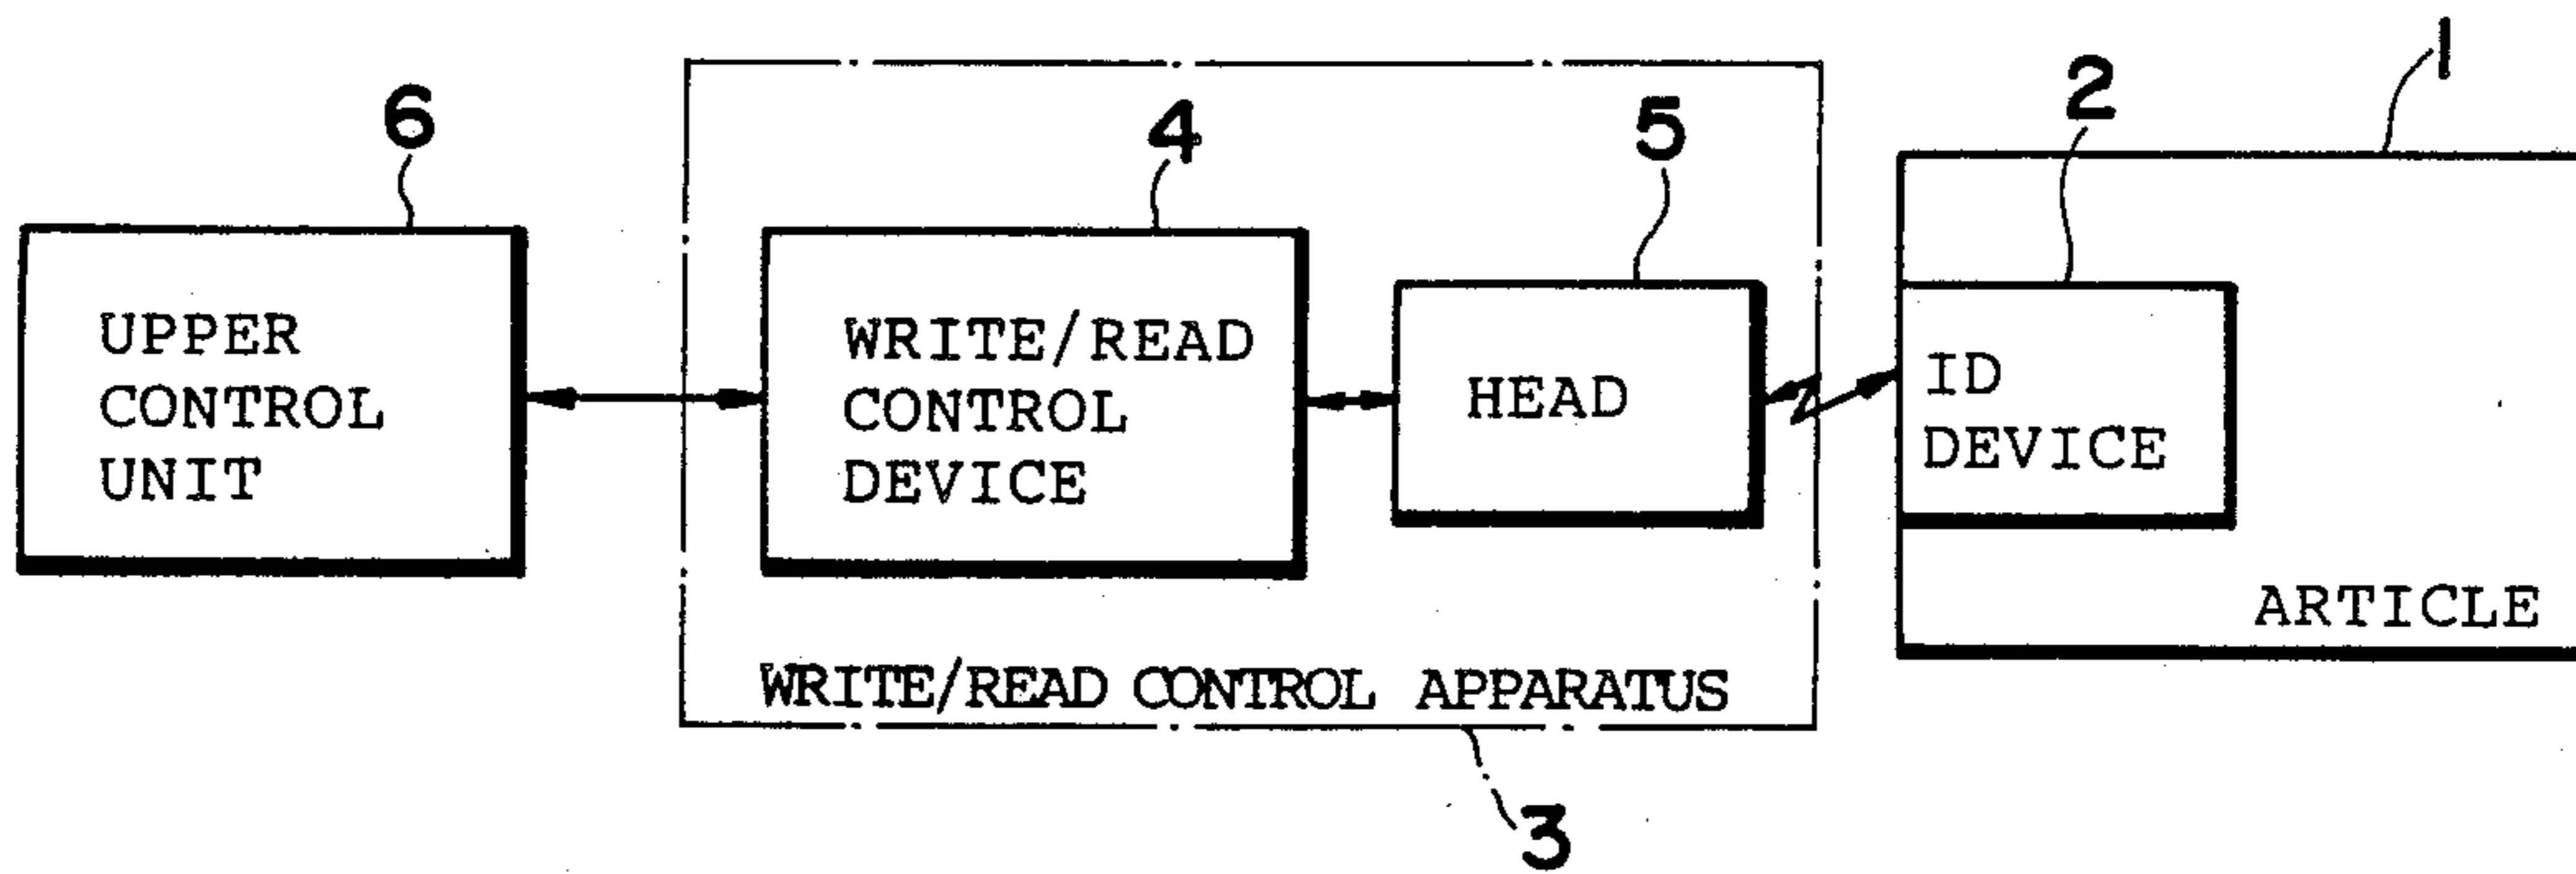 1
2
6
4
5
UPPER
CONTROL
UNIT
WRITE/READ
CONTROL
DEVICE
HEAD
ID
DEVICE
ARTICLE
WRITE/READ CONTROL APPARATUS
3